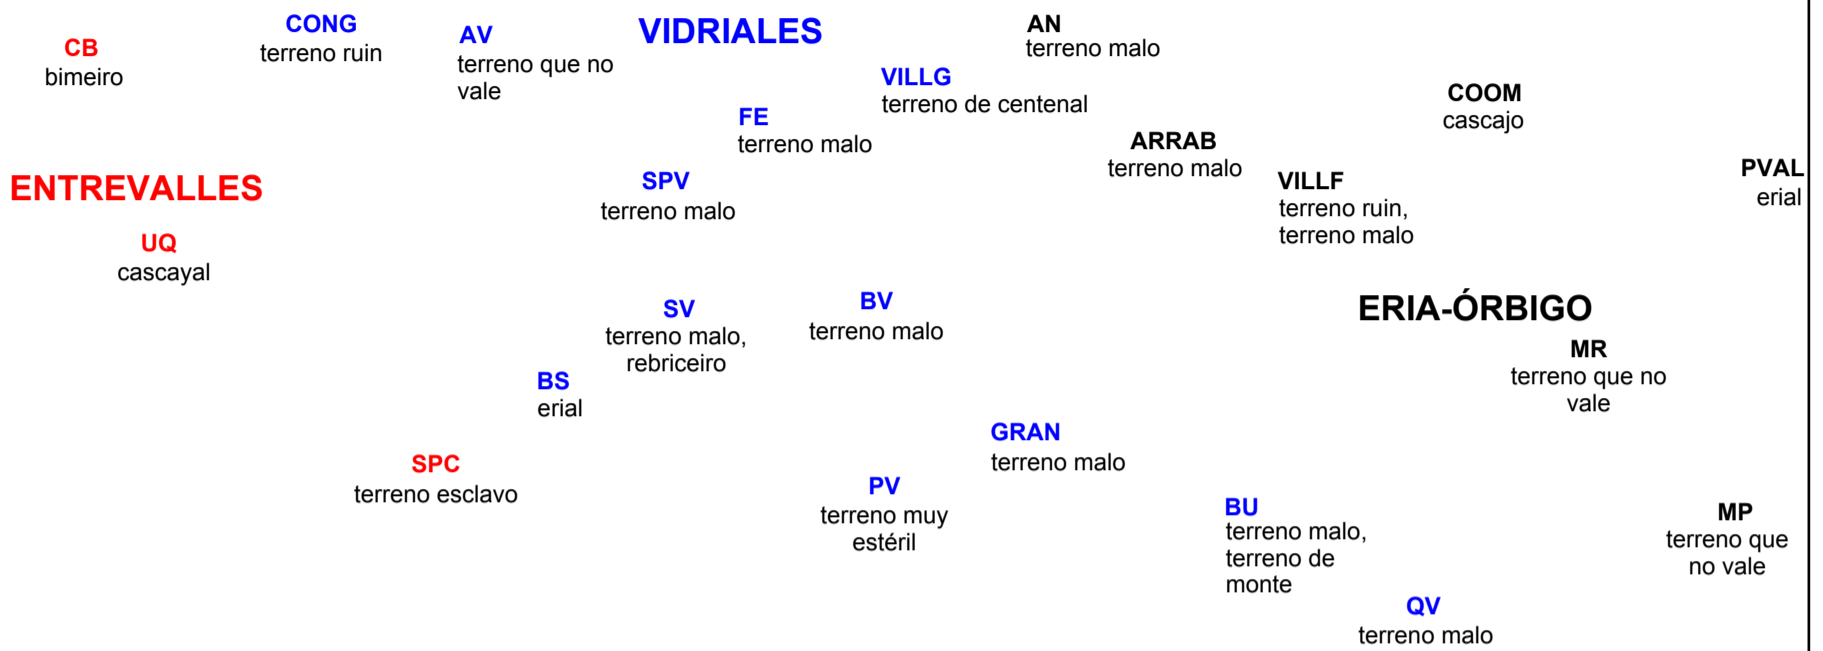 CB
bimeiro
CONG
terreno ruin
AV
terreno que no
vale
VIDRIALES
AN
terreno malo
VILLG
terreno de centenal
FE
terreno malo
COOM
cascajo
ARRAB
terreno malo
PVAL
erial
ENTREVALLES
SPV
terreno malo
VILLF
terreno ruin,
terreno malo
UQ
cascayal
SV
terreno malo,
rebriceiro
BV
terreno malo
ERIA-ÓRBIGO
MR
terreno que no
vale
BS
erial
GRAN
terreno malo
SPC
terreno esclavo
PV
terreno muy
estéril
BU
terreno malo,
terreno de
monte
MP
terreno que
no vale
QV
terreno malo